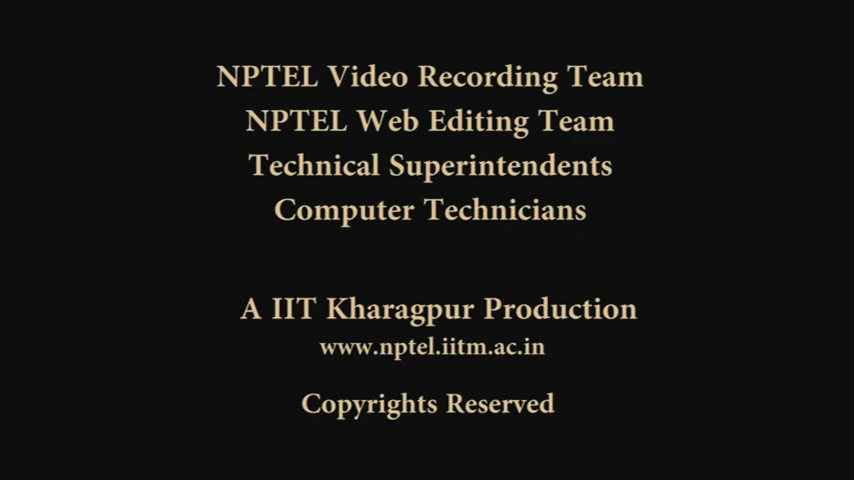 NPTEL Video Recording Team
NPTEL Web Editing Team
Technical Superintendents
Computer Technicians
A IIT Kharagpur Production
www.nptel.iitm.ac.in
Copyrights Reserved